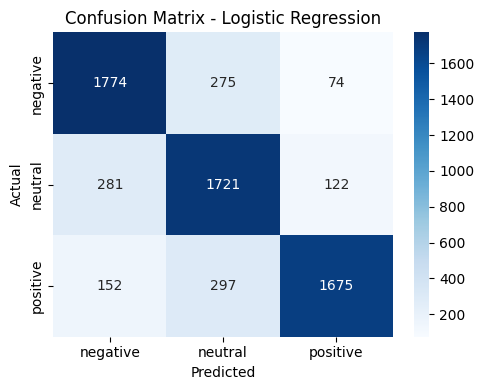 Confusion Matrix - Logistic Regression
negative
1774
275
74
neutral
281
1721
122
positive
152
297
1675
Actual
negative
neutral
positive
Predicted
1600
1400
1200
1000
800
600
400
200